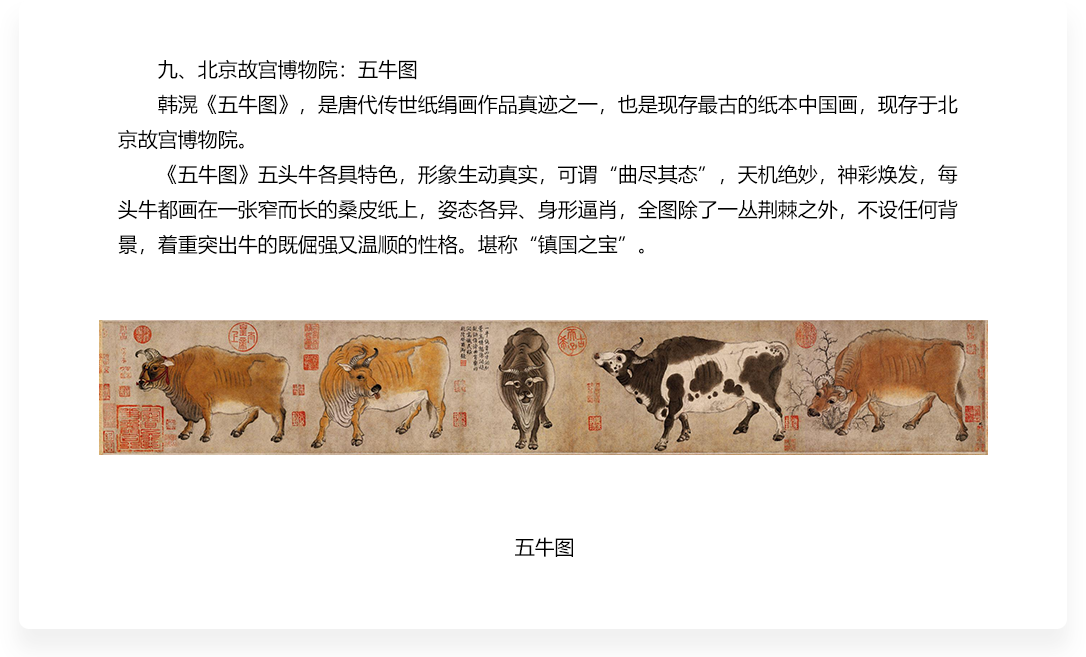 九、北京故宫博物院：五牛图
韩滉《五牛图》，是唐代传世纸绢画作品真迹之一，也是现存最古的纸本中国画，现存于北
京故宫博物院。
《五牛图》五头牛各具特色，形象生动真实，可谓“曲尽其态”，天机绝妙，神彩焕发，每
头牛都画在一张窄而长的桑皮纸上，姿态各异、身形逼肖，全图除了一丛荆棘之外，不设任何背
景，着重突出牛的既倔强又温顺的性格。堪称“镇国之宝”。
五牛图